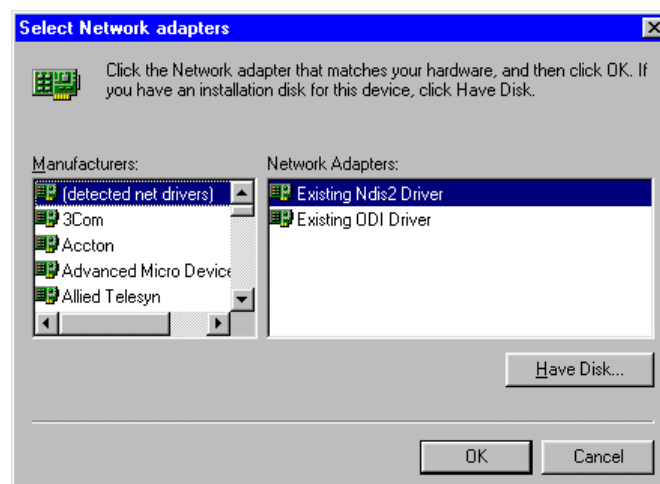 Select Network adapters
Click the Network adapter that matches your hardware, and then click OK. If
you have an installation disk for this device, click Have Disk.
Manufacturers:
(detected net drivers)
3Com
Accton
Advanced Micro Device
Allied Telesyn
Network Adapters:
Existing Ndis2 Driver
Existing ODI Driver
Have Disk...
OK
Cancel